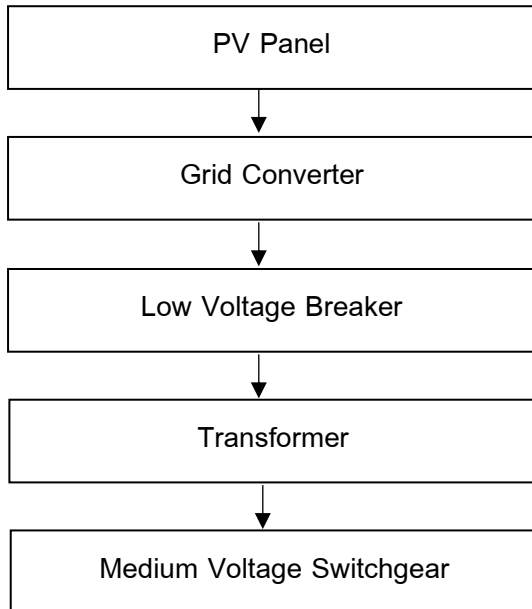 PV Panel
Grid Converter
Low Voltage Breaker
Transformer
Medium Voltage Switchgear